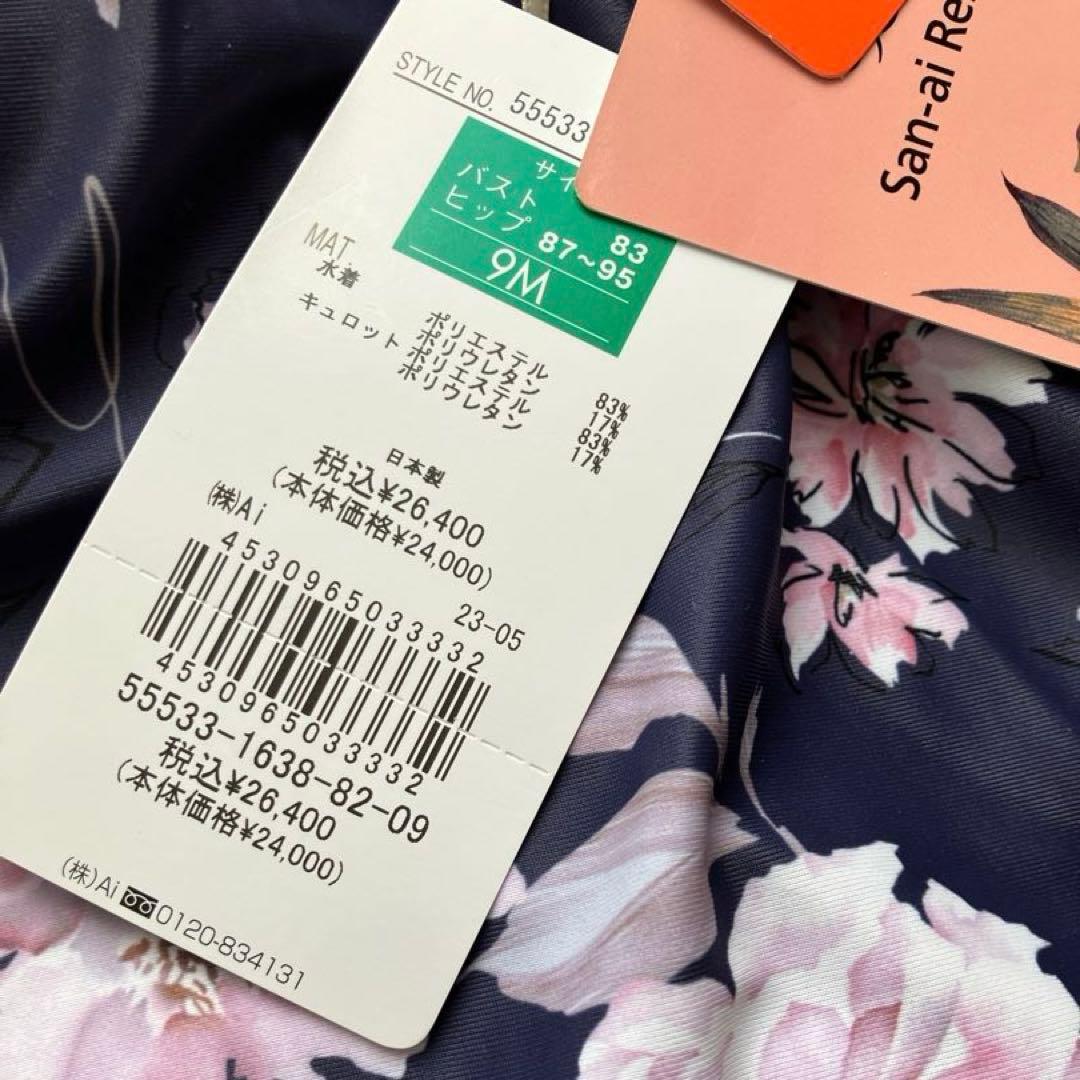 STYLE NO. 55533
サイ
バスト 83
ヒップ 87~95
9M
MAT.
水着 ポリエステル 83%
ポリウレタン 17%
キュロット ポリエステル 83%
ポリウレタン 17%
日本製
税込¥26,400
(本体価格¥24,000)
(株)Ai 23-05
4530965033332
4530965033332
55533-1638-82-09
税込¥26,400
(本体価格¥24,000)
(株)Ai 0120-834131
San-ai Re